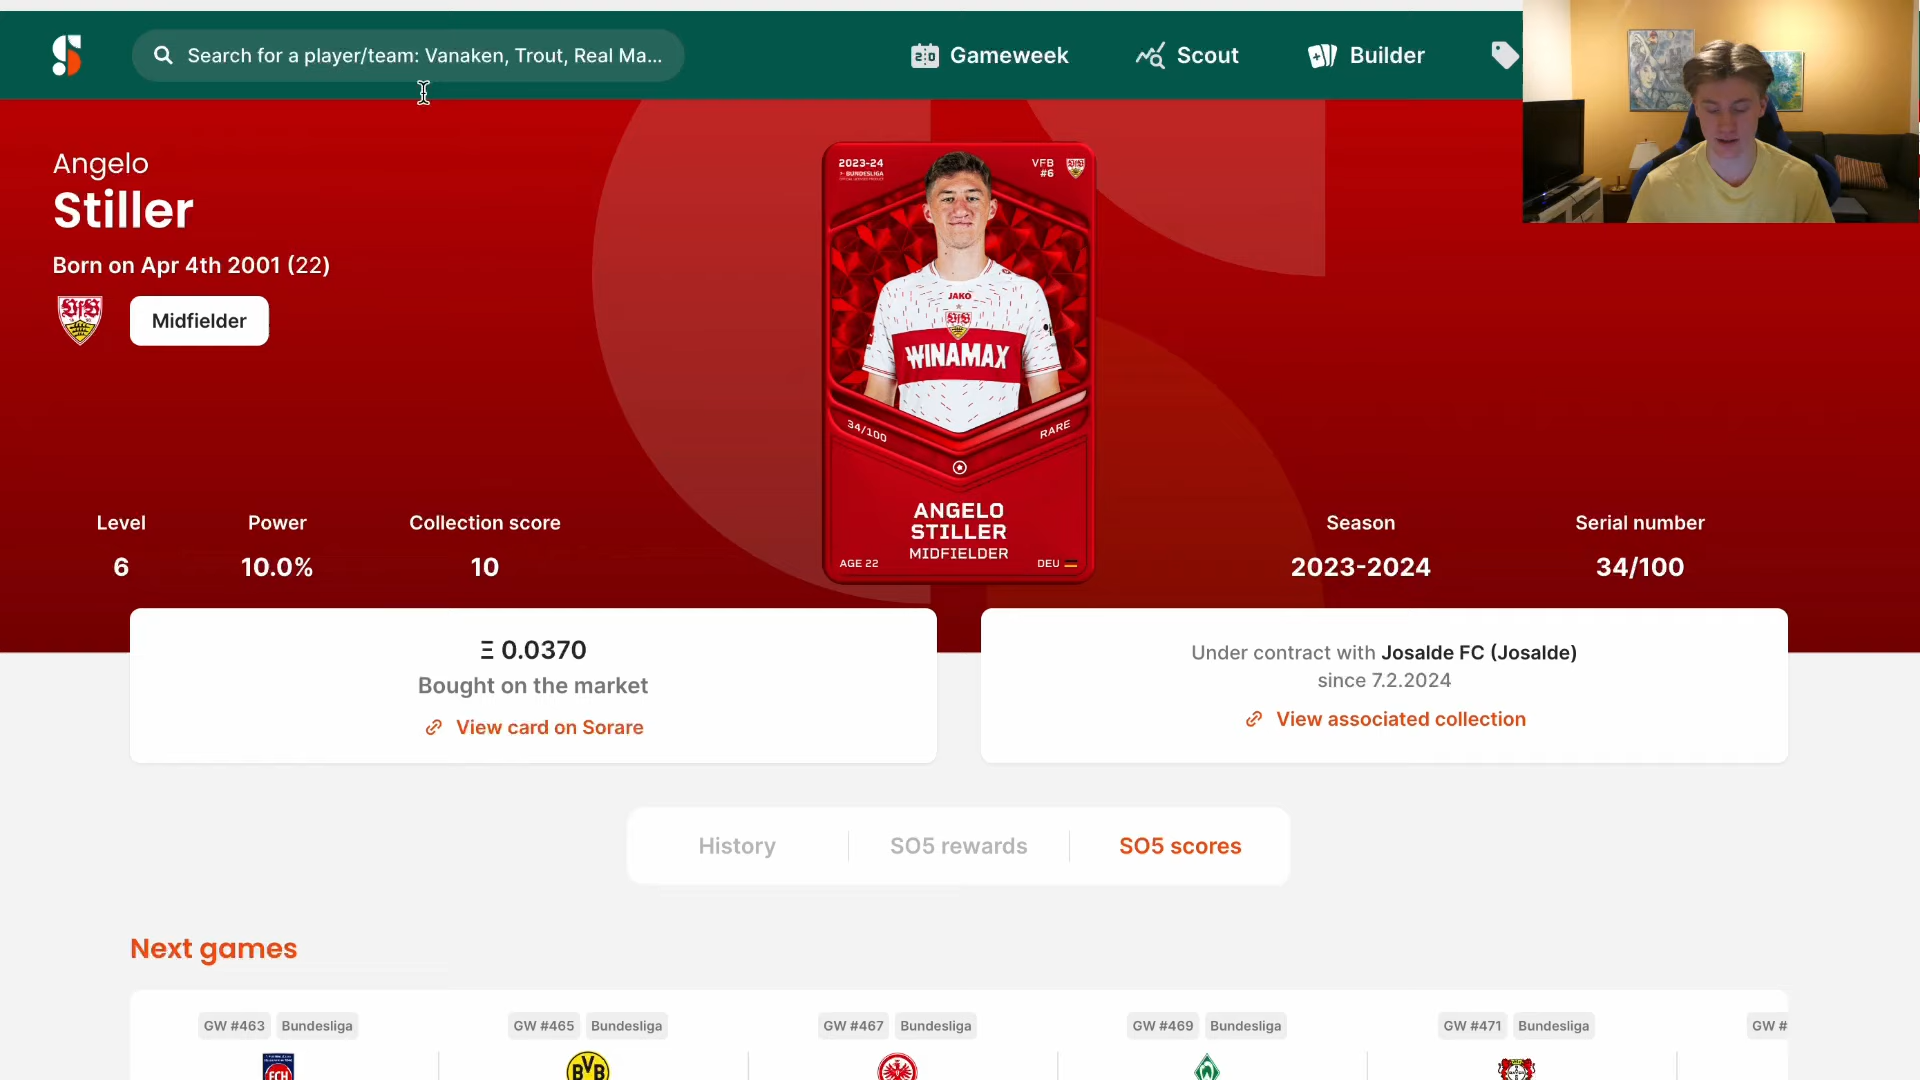 Search for a player/team: Vanaken, Trout, Real Ma...
Gameweek
Scout
Builder
Angelo
Stiller
Born on Apr 4th 2001 (22)
Midfielder
2023-24
BUNDESLIGA
VFB
#6
JAKO
WINAMAX
34/100
RARE
ANGELO
STILLER
MIDFIELDER
AGE 22
DEU
Level
6
Power
10.0%
Collection score
10
Season
2023-2024
Serial number
34/100
Ξ 0.0370
Bought on the market
View card on Sorare
Under contract with Josalde FC (Josalde)
since 7.2.2024
View associated collection
History
SO5 rewards
SO5 scores
Next games
GW #463 Bundesliga
GW #465 Bundesliga
GW #467 Bundesliga
GW #469 Bundesliga
GW #471 Bundesliga
GW #
FCH
BVB